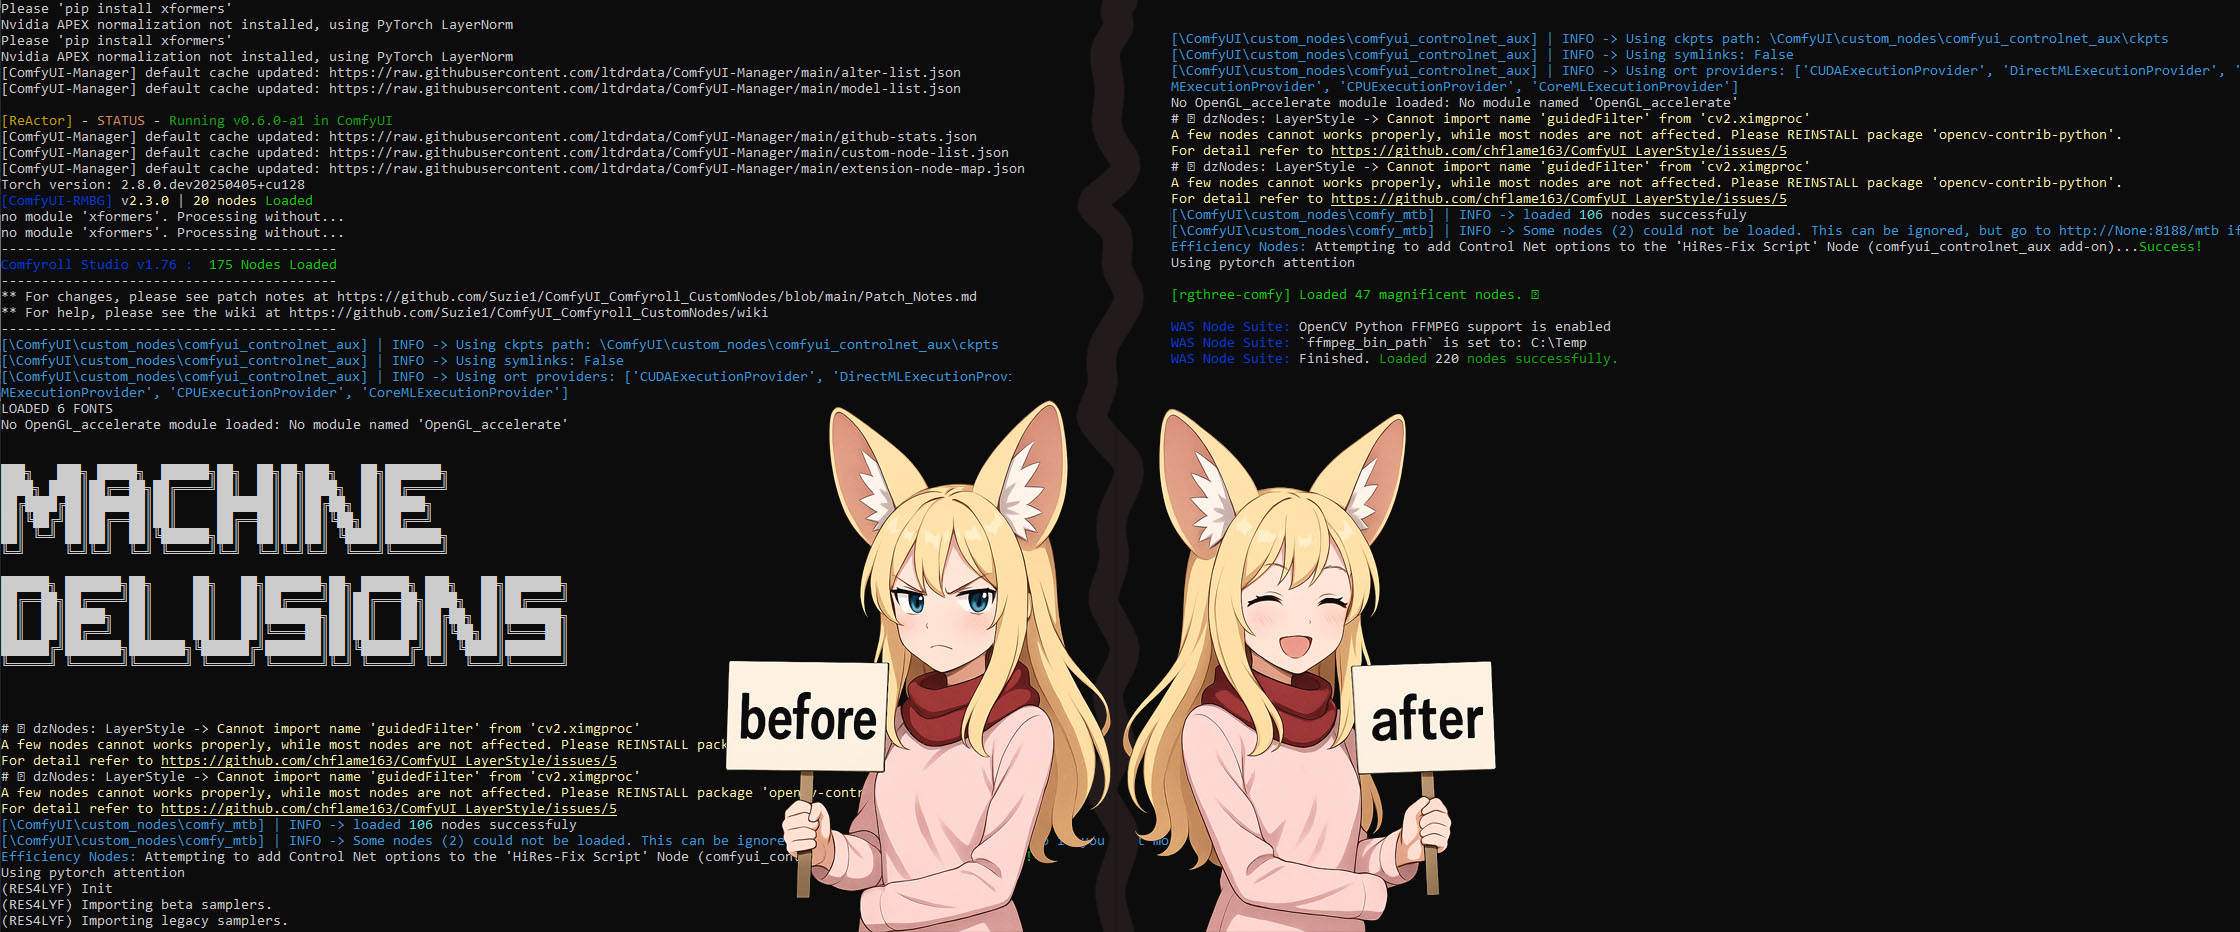 Please 'pip install xformers'
Nvidia APEX normalization not installed, using PyTorch LayerNorm
Please 'pip install xformers'
Nvidia APEX normalization not installed, using PyTorch LayerNorm
[ComfyUI-Manager] default cache updated: https://raw.githubusercontent.com/ltdrdata/ComfyUI-Manager/main/alter-list.json
[ComfyUI-Manager] default cache updated: https://raw.githubusercontent.com/ltdrdata/ComfyUI-Manager/main/model-list.json
[ReActor] - STATUS - Running v0.6.0-a1 in ComfyUI
[ComfyUI-Manager] default cache updated: https://raw.githubusercontent.com/ltdrdata/ComfyUI-Manager/main/github-stats.json
[ComfyUI-Manager] default cache updated: https://raw.githubusercontent.com/ltdrdata/ComfyUI-Manager/main/custom-node-list.json
[ComfyUI-Manager] default cache updated: https://raw.githubusercontent.com/ltdrdata/ComfyUI-Manager/main/extension-node-map.json
Torch version: 2.8.0.dev20250405+cu128
[ComfyUI-RMBG] v2.3.0 | 20 nodes Loaded
no module 'xformers'. Processing without...
no module 'xformers'. Processing without...
------------------------------------------
Comfyroll Studio v1.76 :  175 Nodes Loaded
------------------------------------------
** For changes, please see patch notes at https://github.com/Suzie1/ComfyUI_Comfyroll_CustomNodes/blob/main/Patch_Notes.md
** For help, please see the wiki at https://github.com/Suzie1/ComfyUI_Comfyroll_CustomNodes/wiki
------------------------------------------
[\ComfyUI\custom_nodes\comfyui_controlnet_aux] | INFO -> Using ckpts path: \ComfyUI\custom_nodes\comfyui_controlnet_aux\ckpts
[\ComfyUI\custom_nodes\comfyui_controlnet_aux] | INFO -> Using symlinks: False
[\ComfyUI\custom_nodes\comfyui_controlnet_aux] | INFO -> Using ort providers: ['CUDAExecutionProvider', 'DirectMLExecutionProv
MExecutionProvider', 'CPUExecutionProvider', 'CoreMLExecutionProvider']
LOADED 6 FONTS
No OpenGL_accelerate module loaded: No module named 'OpenGL_accelerate'
MACHINE
DELUSIONS
# dzNodes: LayerStyle -> Cannot import name 'guidedFilter' from 'cv2.ximgproc'
A few nodes cannot works properly, while most nodes are not affected. Please REINSTALL pack
For detail refer to https://github.com/chflame163/ComfyUI_LayerStyle/issues/5
# dzNodes: LayerStyle -> Cannot import name 'guidedFilter' from 'cv2.ximgproc'
A few nodes cannot works properly, while most nodes are not affected. Please REINSTALL package 'opencv-contr
For detail refer to https://github.com/chflame163/ComfyUI_LayerStyle/issues/5
[\ComfyUI\custom_nodes\comfy_mtb] | INFO -> loaded 106 nodes successfuly
[\ComfyUI\custom_nodes\comfy_mtb] | INFO -> Some nodes (2) could not be loaded. This can be ignore
Efficiency Nodes: Attempting to add Control Net options to the 'HiRes-Fix Script' Node (comfyui_con
Using pytorch attention
(RES4LYF) Init
(RES4LYF) Importing beta samplers.
(RES4LYF) Importing legacy samplers.
before
[\ComfyUI\custom_nodes\comfyui_controlnet_aux] | INFO -> Using ckpts path: \ComfyUI\custom_nodes\comfyui_controlnet_aux\ckpts
[\ComfyUI\custom_nodes\comfyui_controlnet_aux] | INFO -> Using symlinks: False
[\ComfyUI\custom_nodes\comfyui_controlnet_aux] | INFO -> Using ort providers: ['CUDAExecutionProvider', 'DirectMLExecutionProvider', '
MExecutionProvider', 'CPUExecutionProvider', 'CoreMLExecutionProvider']
No OpenGL_accelerate module loaded: No module named 'OpenGL_accelerate'
# dzNodes: LayerStyle -> Cannot import name 'guidedFilter' from 'cv2.ximgproc'
A few nodes cannot works properly, while most nodes are not affected. Please REINSTALL package 'opencv-contrib-python'.
For detail refer to https://github.com/chflame163/ComfyUI_LayerStyle/issues/5
# dzNodes: LayerStyle -> Cannot import name 'guidedFilter' from 'cv2.ximgproc'
A few nodes cannot works properly, while most nodes are not affected. Please REINSTALL package 'opencv-contrib-python'.
For detail refer to https://github.com/chflame163/ComfyUI_LayerStyle/issues/5
[\ComfyUI\custom_nodes\comfy_mtb] | INFO -> loaded 106 nodes successfuly
[\ComfyUI\custom_nodes\comfy_mtb] | INFO -> Some nodes (2) could not be loaded. This can be ignored, but go to http://None:8188/mtb if
Efficiency Nodes: Attempting to add Control Net options to the 'HiRes-Fix Script' Node (comfyui_controlnet_aux add-on)...Success!
Using pytorch attention
[rgthree-comfy] Loaded 47 magnificent nodes.
WAS Node Suite: OpenCV Python FFMPEG support is enabled
WAS Node Suite: `ffmpeg_bin_path` is set to: C:\Temp
WAS Node Suite: Finished. Loaded 220 nodes successfully.
after